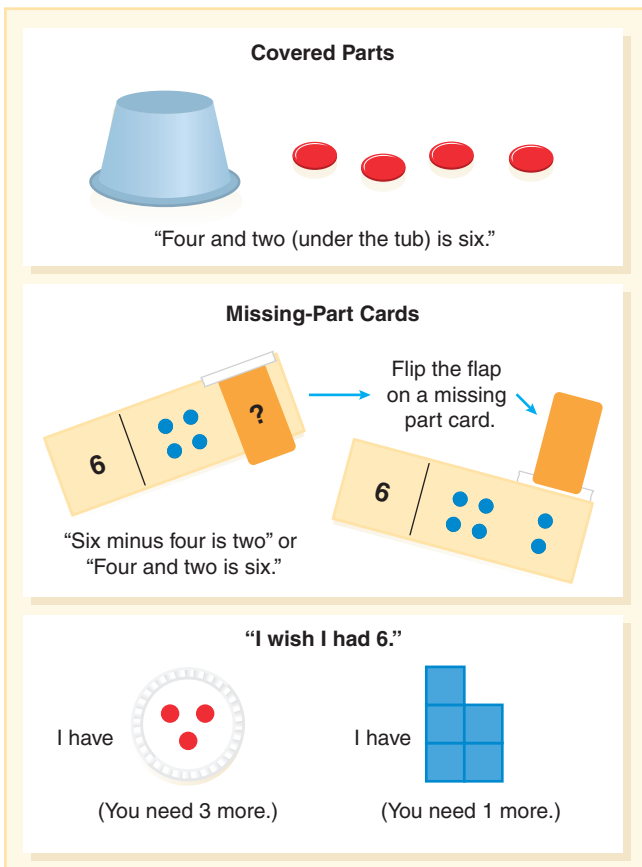 Covered Parts
“Four and two (under the tub) is six.”
Missing-Part Cards
6
?
Flip the flap
on a missing
part card.
6
“Six minus four is two” or
“Four and two is six.”
“I wish I had 6.”
I have
I have
(You need 3 more.)
(You need 1 more.)